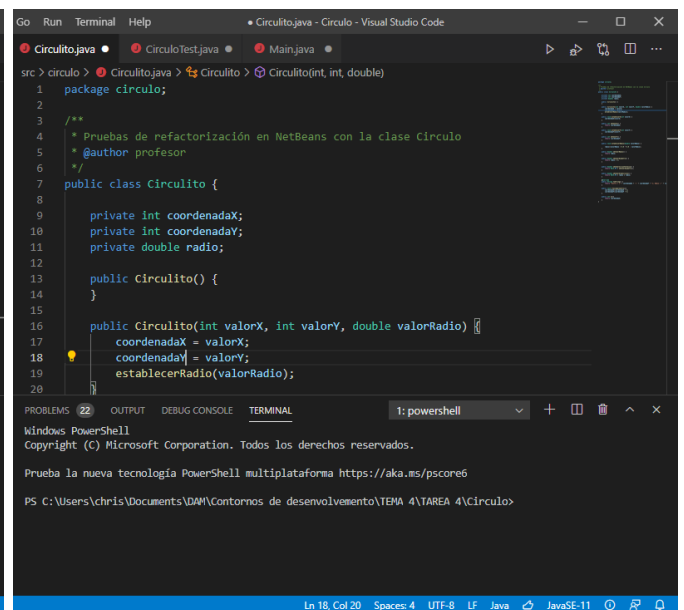 Go Run Terminal Help ● Circulito.java - Circulo - Visual Studio Code
Circulito.java ● CirculoTest.java ● Main.java ●
src > circulo > Circulito.java > Circulito > Circulito(int, int, double)
1 package circulo;
2
3 /**
4 * Pruebas de refactorización en NetBeans con la clase Circulo
5 * @author profesor
6 */
7 public class Circulito {
8
9 private int coordenadaX;
10 private int coordenadaY;
11 private double radio;
12
13 public Circulito() {
14 }
15
16 public Circulito(int valorX, int valorY, double valorRadio) {
17 coordenadaX = valorX;
18 coordenadaY = valorY;
19 establecerRadio(valorRadio);
20 }
PROBLEMS 22 OUTPUT DEBUG CONSOLE TERMINAL 1: powershell
Windows PowerShell
Copyright (C) Microsoft Corporation. Todos los derechos reservados.
Prueba la nueva tecnología PowerShell multiplataforma https://aka.ms/pscore6
PS C:\Users\chris\Documents\DAM\Contornos de desenvolvemento\TEMA 4\TAREA 4\Circulo>
Ln 18, Col 20 Spaces: 4 UTF-8 LF Java JavaSE-11